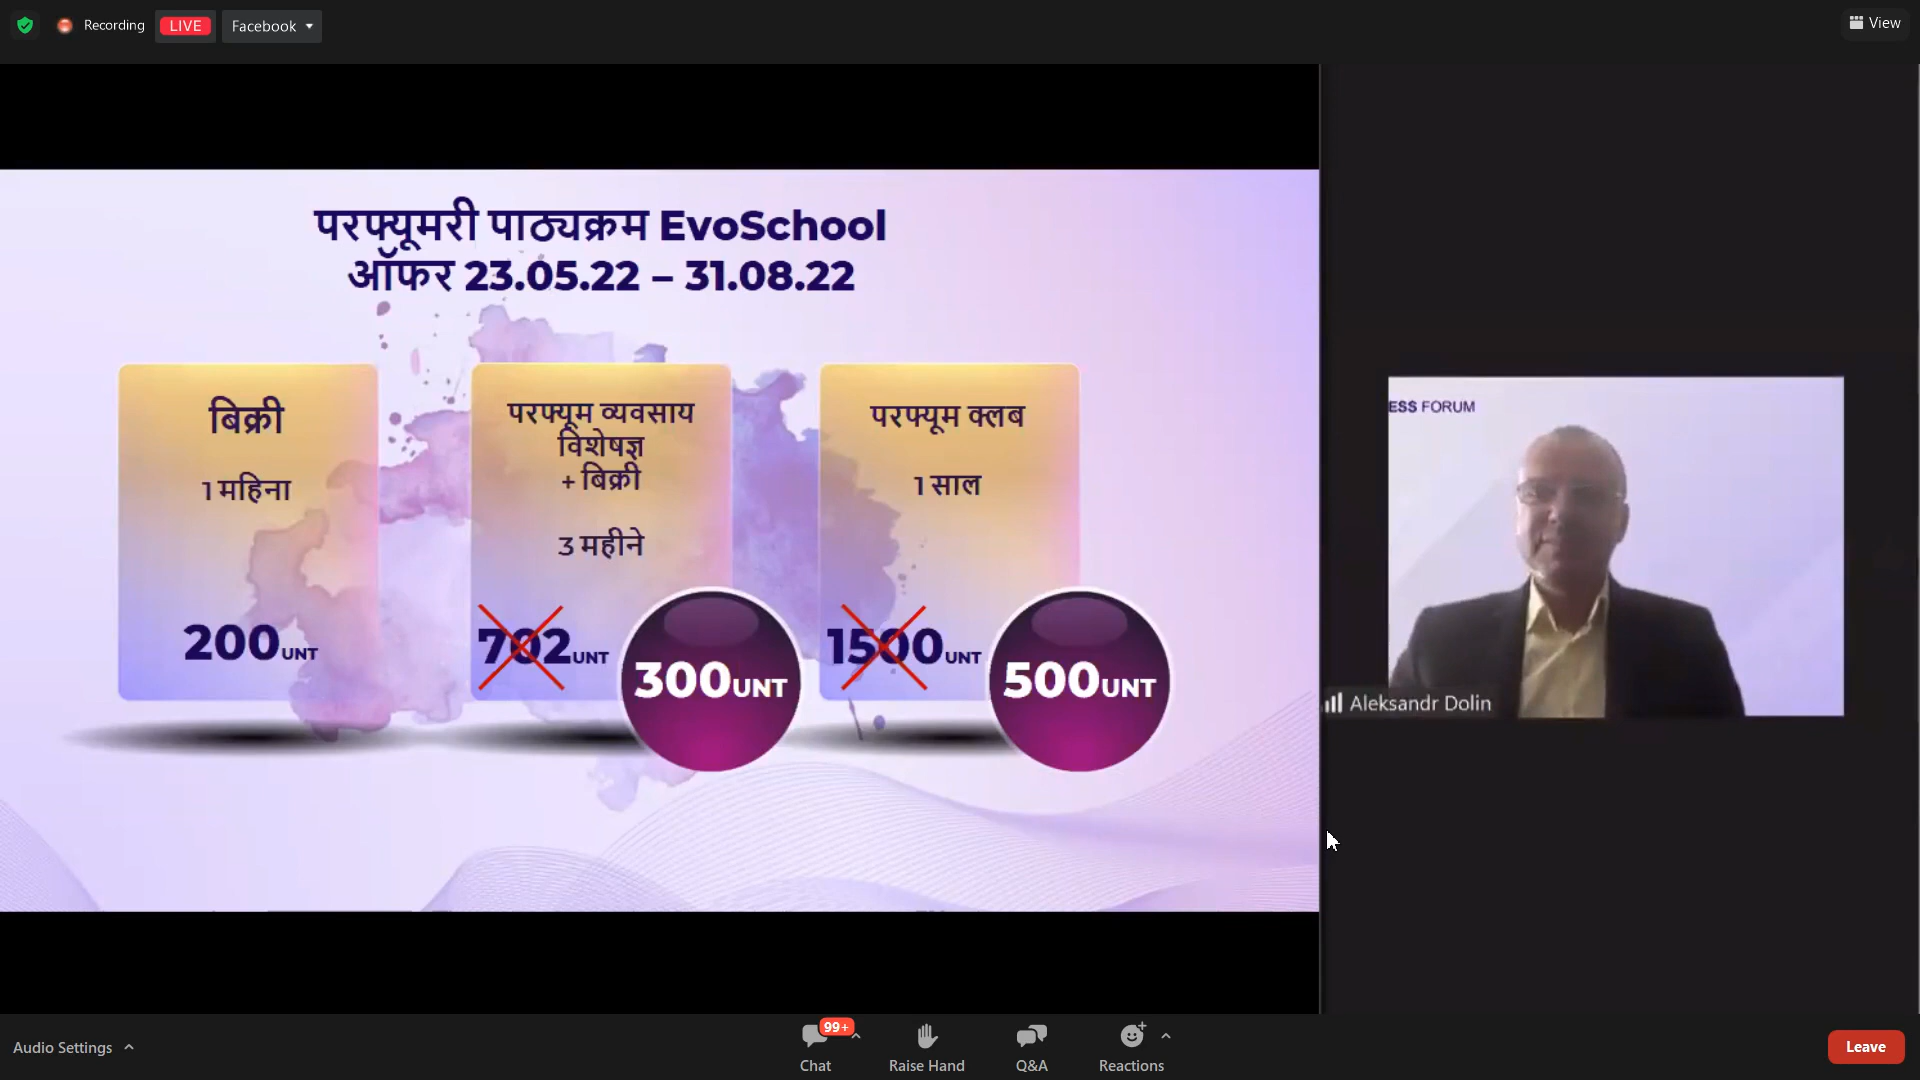 Recording
LIVE
Facebook
View
परफ्यूमरी पाठ्यक्रम EvoSchool
ऑफर 23.05.22 – 31.08.22
बिक्री
1 महिना
200UNT
परफ्यूम व्यवसाय
विशेषज्ञ
+ बिक्री
3 महीने
702UNT
300UNT
परफ्यूम क्लब
1 साल
1500UNT
500UNT
ESS FORUM
Aleksandr Dolin
Audio Settings
99+
Chat
Raise Hand
Q&A
Reactions
Leave